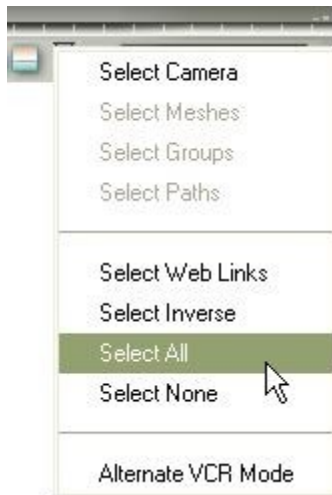 Select Camera
Select Meshes
Select Groups
Select Paths
Select Web Links
Select Inverse
Select All
Select None
Alternate VCR Mode